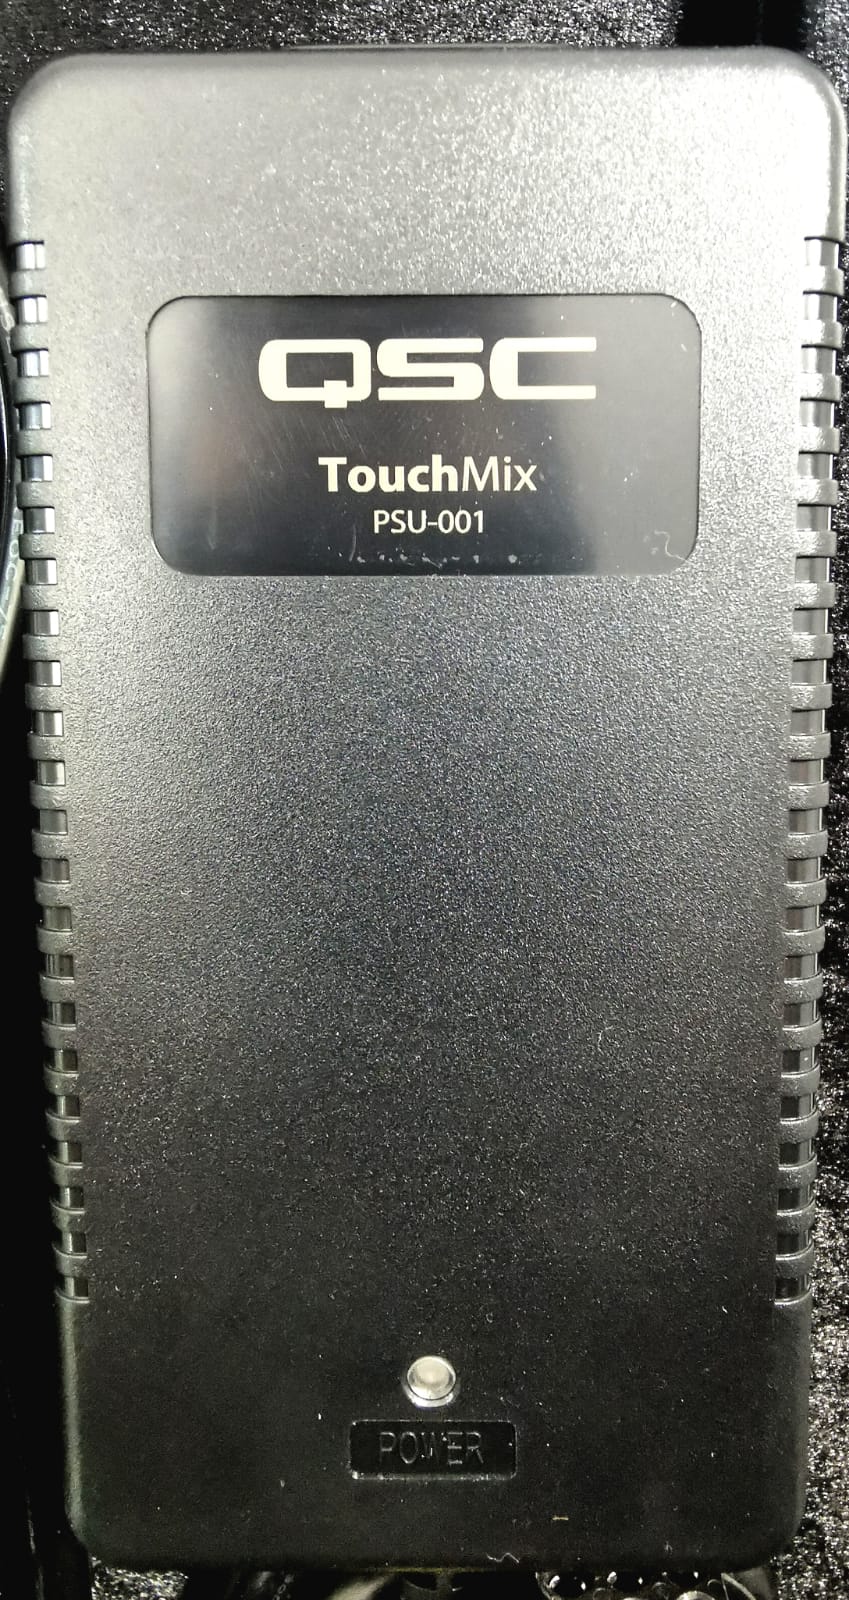 QSC
TouchMix
PSU-001
POWER